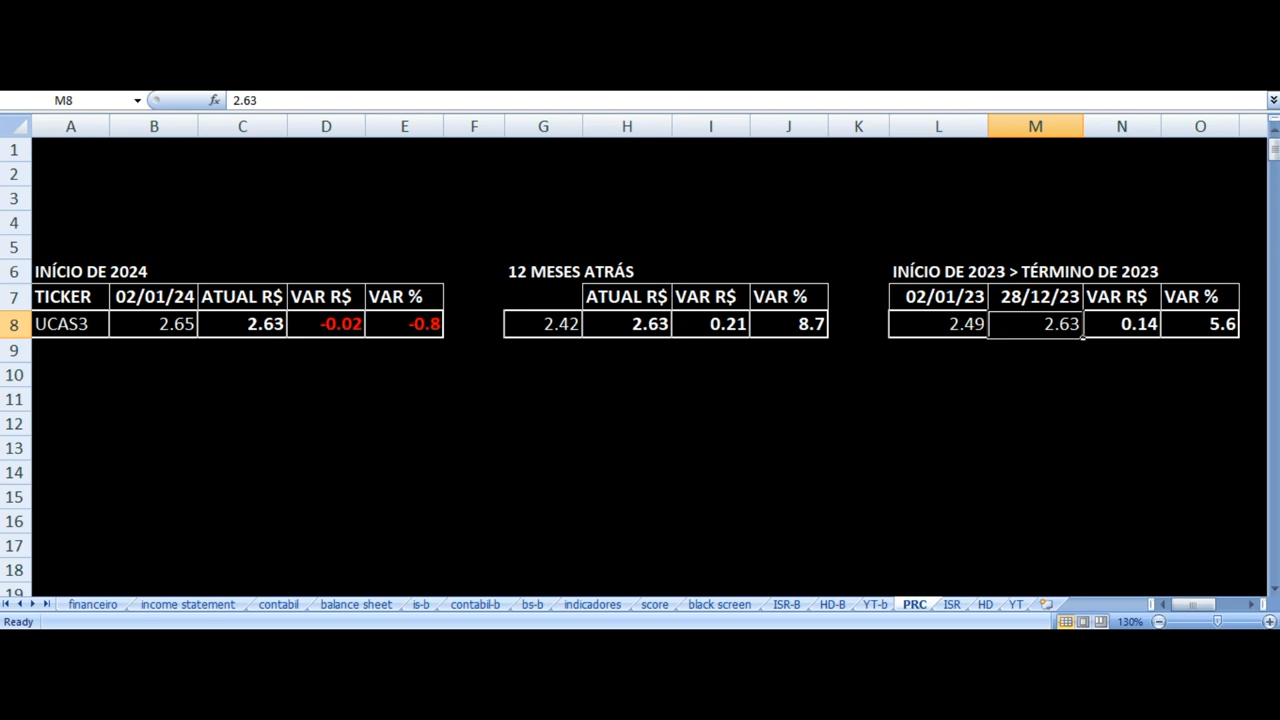 M8 fx 2.63
A B C D E F G H I J K L M N O
1
2
3
4
5
6 INÍCIO DE 2024 12 MESES ATRÁS INÍCIO DE 2023 > TÉRMINO DE 2023
7 TICKER 02/01/24 ATUAL R$ VAR R$ VAR % ATUAL R$ VAR R$ VAR % 02/01/23 28/12/23 VAR R$ VAR %
8 UCAS3 2.65 2.63 -0.02 -0.8 2.42 2.63 0.21 8.7 2.49 2.63 0.14 5.6
9
10
11
12
13
14
15
16
17
18
19
financeiro income statement contabil balance sheet is-b contabil-b bs-b indicadores score black screen ISR-B HD-B YT-b PRC ISR HD YT
Ready 130%